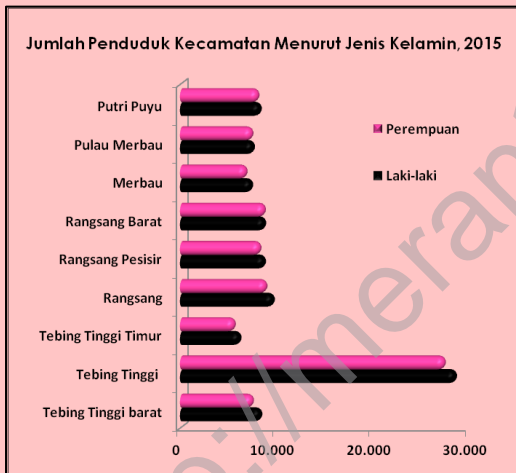 Jumlah Penduduk Kecamatan Menurut Jenis Kelamin, 2015
Putri Puyu
Pulau Merbau
Merbau
Rangsang Barat
Rangsang Pesisir
Rangsang
Tebing Tinggi Timur
Tebing Tinggi
Tebing Tinggi barat
Perempuan
Laki-laki
0
10.000
20.000
30.000